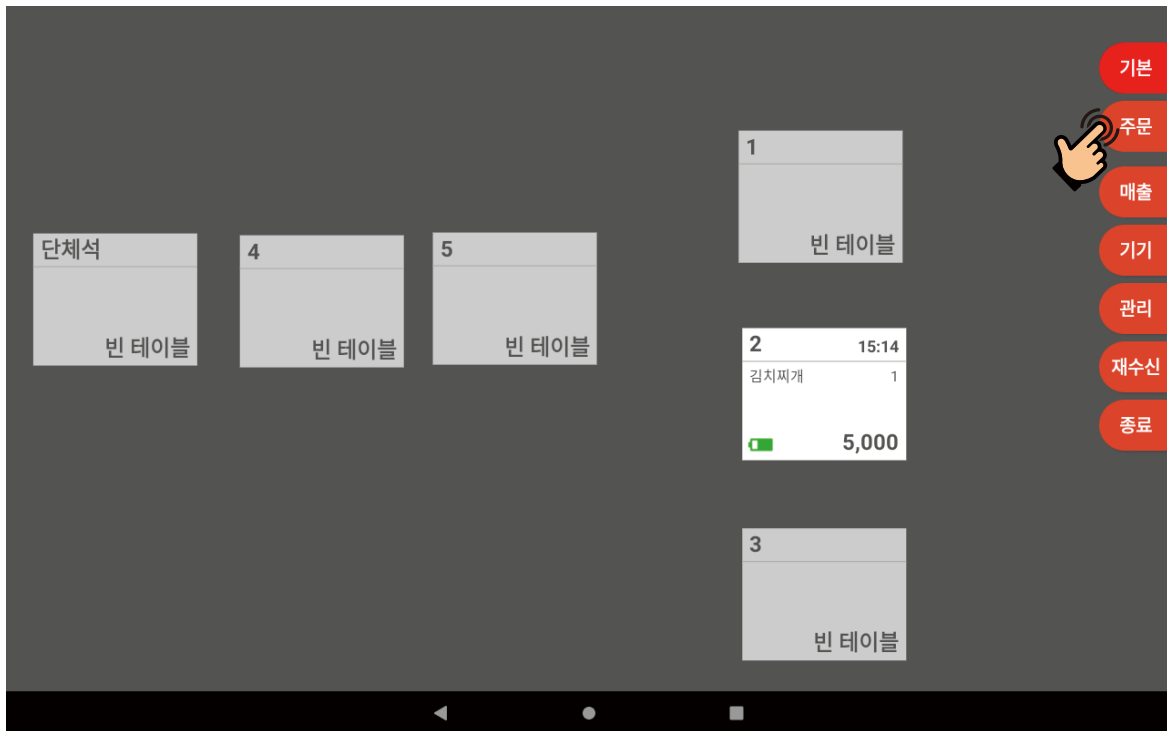 단체석
빈 테이블
4
빈 테이블
5
빈 테이블
1
빈 테이블
2 15:14
김치찌개 1
5,000
3
빈 테이블
기본
주문
매출
기기
관리
재수신
종료